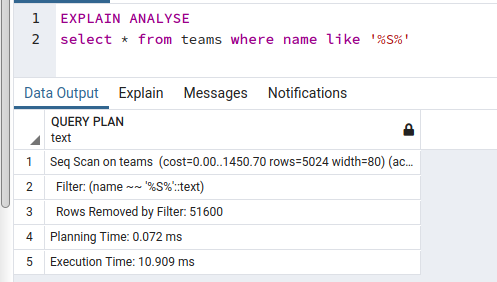 1 EXPLAIN ANALYSE
2 select * from teams where name like '%S%'
Data Output Explain Messages Notifications
QUERY PLAN
text
1 Seq Scan on teams (cost=0.00..1450.70 rows=5024 width=80) (ac...
2 Filter: (name ~~ '%S%'::text)
3 Rows Removed by Filter: 51600
4 Planning Time: 0.072 ms
5 Execution Time: 10.909 ms